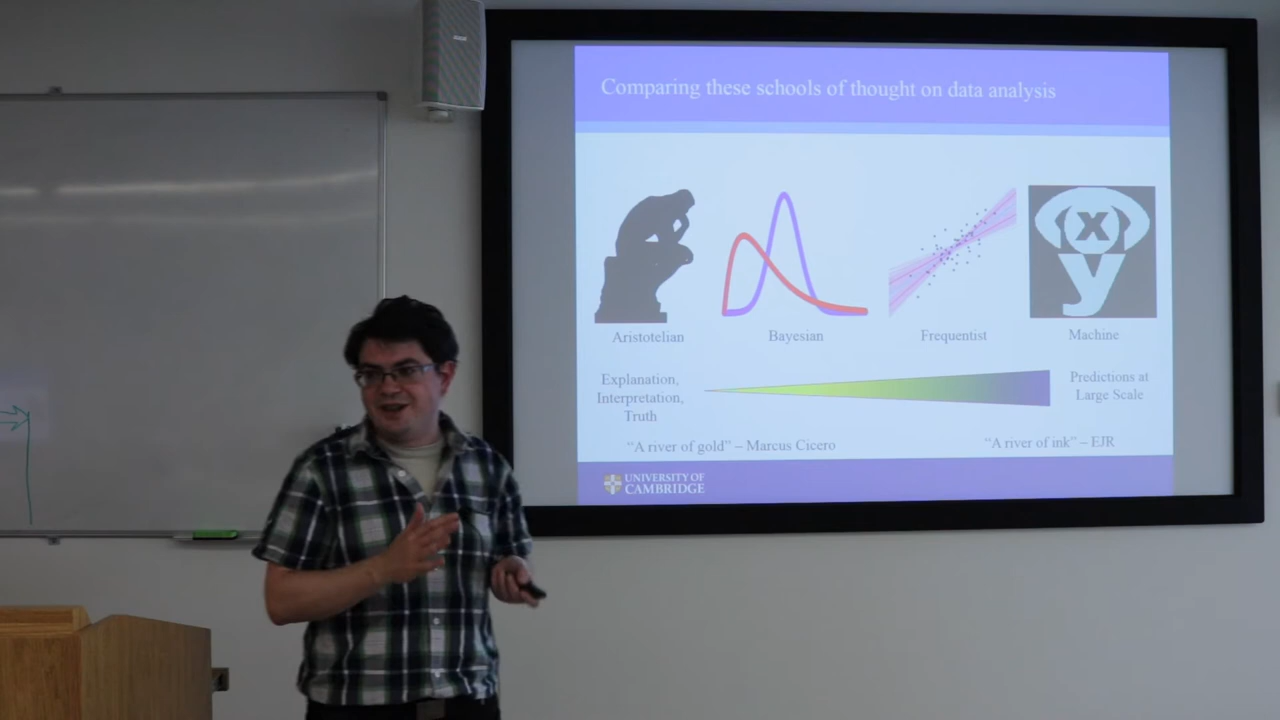 Comparing these schools of thought on data analysis
x
y
Aristotelian
Bayesian
Frequentist
Machine
Explanation,
Interpretation,
Truth
Predictions at
Large Scale
“A river of gold” – Marcus Cicero
“A river of ink” – EJR
UNIVERSITY OF
CAMBRIDGE